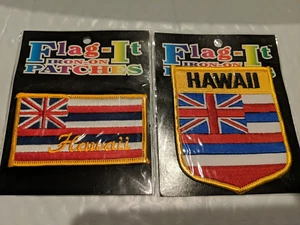 Flag-It
IRON-ON
PATCHES
Hawaii
Flag-It
IRON-ON
PATCHES
HAWAII